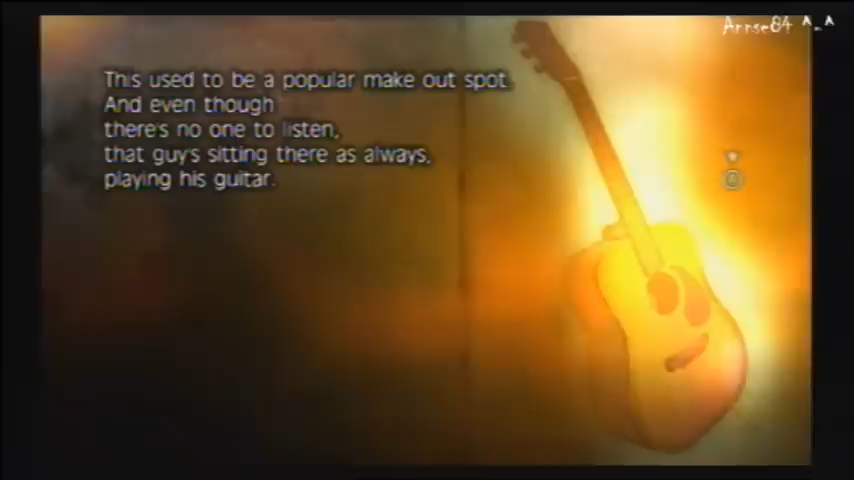 Annse84 ^_^
This used to be a popular make out spot.
And even though
there's no one to listen,
that guy's sitting there as always,
playing his guitar.